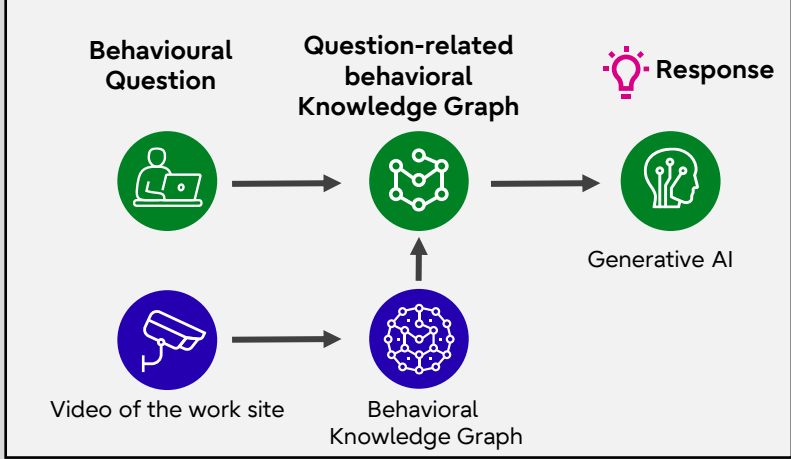 Behavioural
Question
Question-related
behavioral
Knowledge Graph
Response
Generative AI
Video of the work site
Behavioral
Knowledge Graph